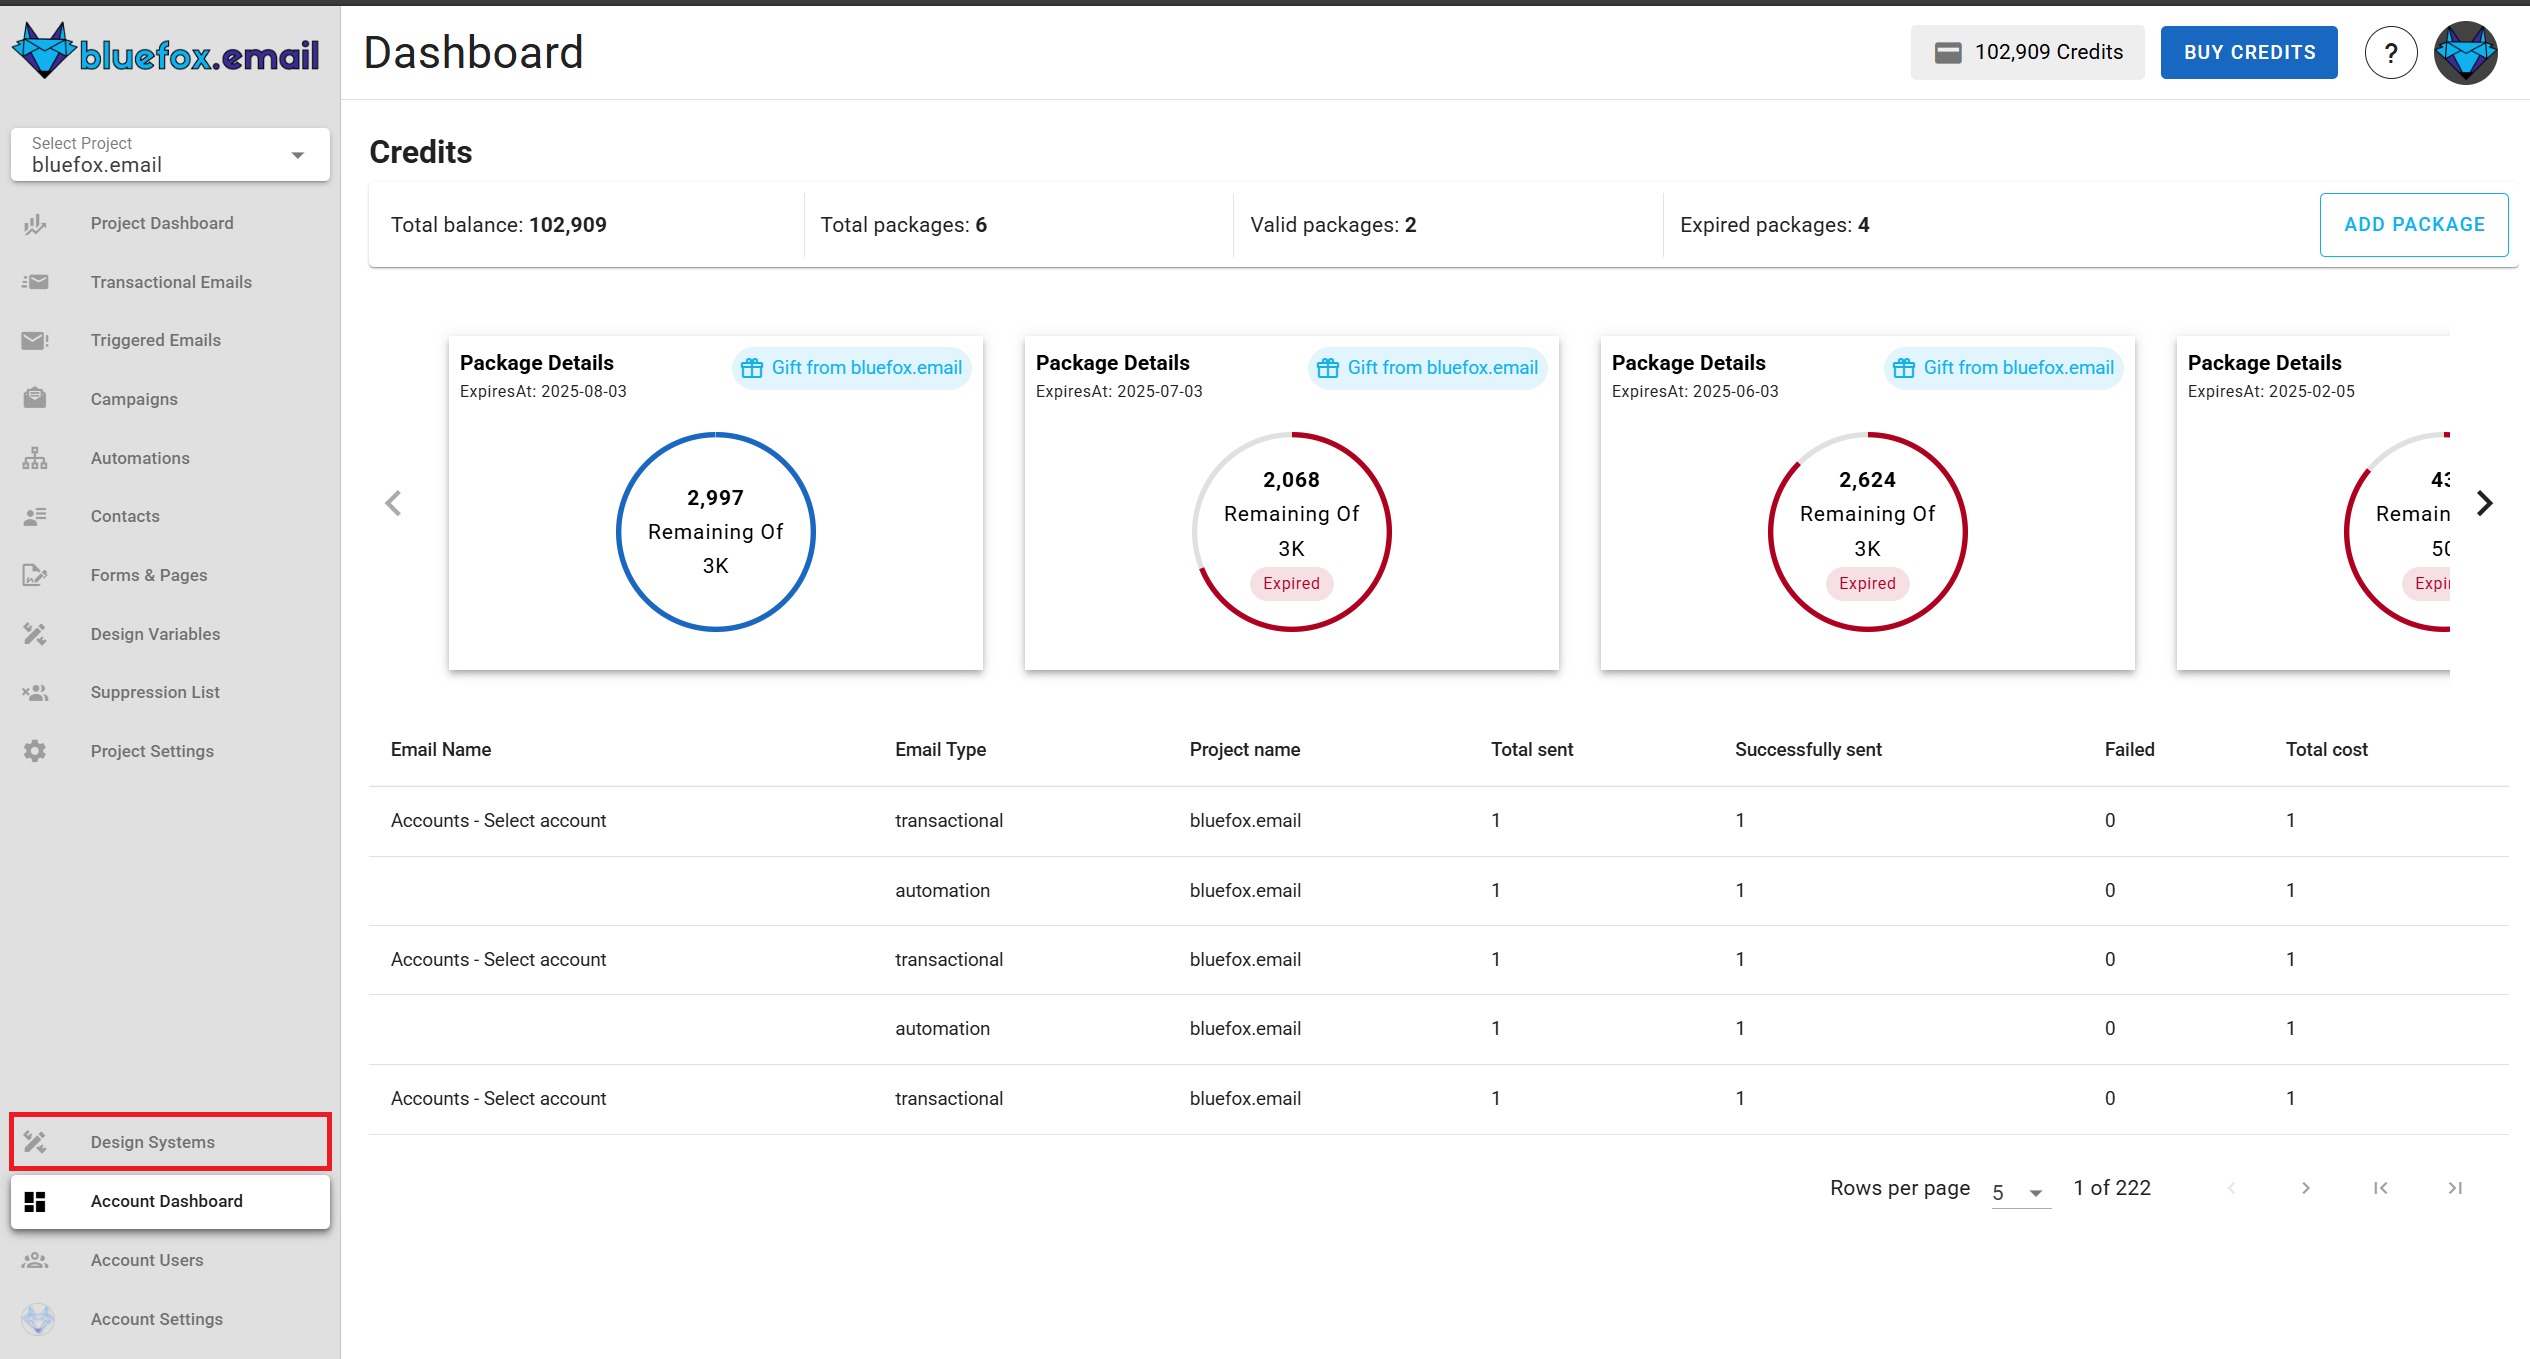 bluefox.email
Dashboard
102,909 Credits
BUY CREDITS
?
Select Project
bluefox.email
Project Dashboard
Transactional Emails
Triggered Emails
Campaigns
Automations
Contacts
Forms & Pages
Design Variables
Suppression List
Project Settings
Design Systems
Account Dashboard
Account Users
Account Settings
Credits
Total balance: 102,909
Total packages: 6
Valid packages: 2
Expired packages: 4
ADD PACKAGE
Package Details
Gift from bluefox.email
ExpiresAt: 2025-08-03
2,997
Remaining Of
3K
Package Details
Gift from bluefox.email
ExpiresAt: 2025-07-03
2,068
Remaining Of
3K
Expired
Package Details
Gift from bluefox.email
ExpiresAt: 2025-06-03
2,624
Remaining Of
3K
Expired
Package Details
ExpiresAt: 2025-02-05
Email Name Email Type Project name Total sent Successfully sent Failed Total cost
Accounts - Select account transactional bluefox.email 1 1 0 1
automation bluefox.email 1 1 0 1
Accounts - Select account transactional bluefox.email 1 1 0 1
automation bluefox.email 1 1 0 1
Accounts - Select account transactional bluefox.email 1 1 0 1
Rows per page 5 1 of 222